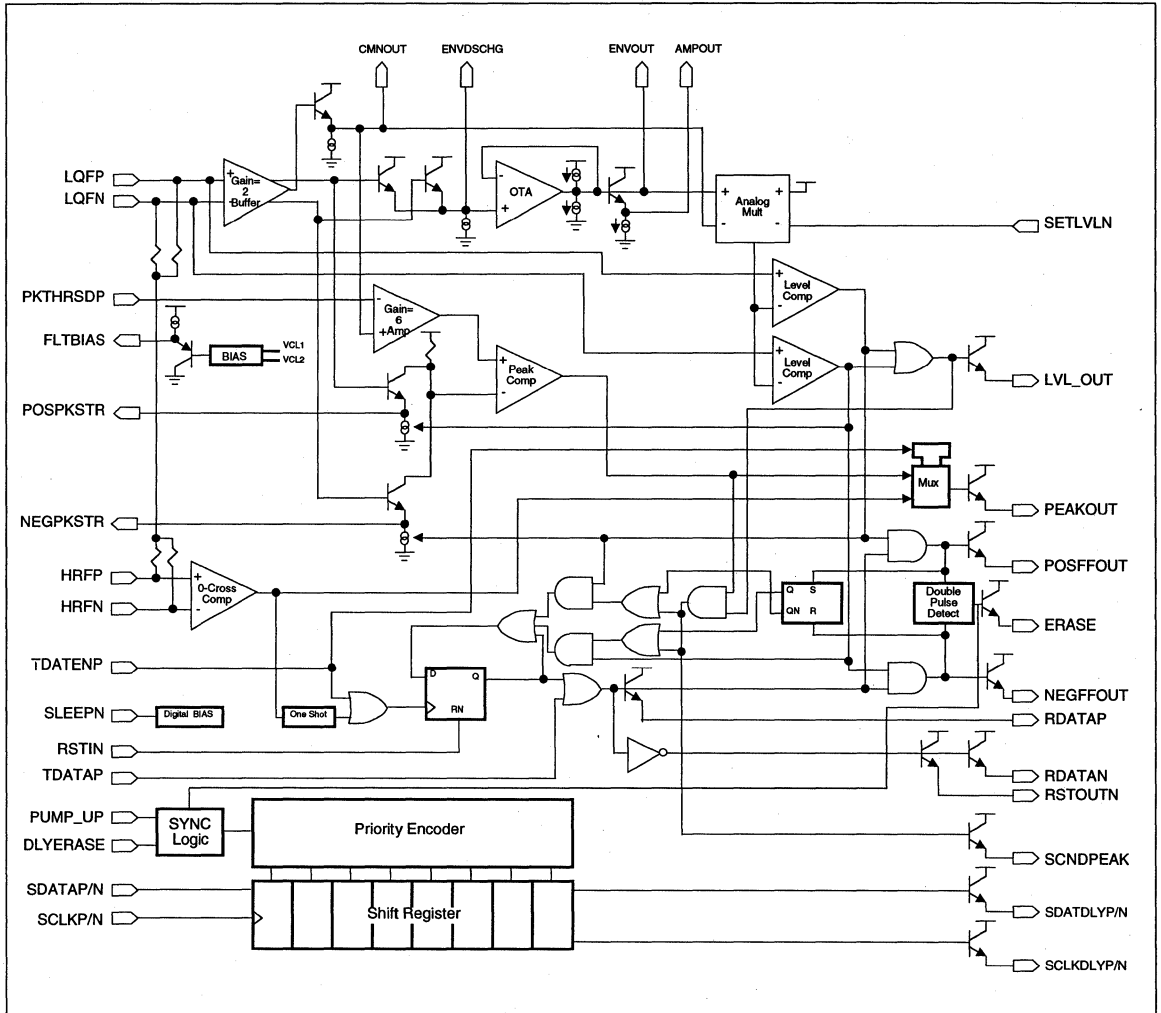 CMNOUT ENVDSCHG ENVOUT AMPOUT
LQFP
LQFN
+
Gain=
2
Buffer
-
OTA
+
+ +
Analog
Mult
- -
SETLVLN
PKTHRSDP
-
Gain=
6
+Amp
+
Level
Comp
-
FLTBIAS
BIAS
VCL1
VCL2
+
Peak
Comp
-
+
Level
Comp
-
LVL_OUT
POSPKSTR
Mux
PEAKOUT
NEGPKSTR
POSFFOUT
HRFP
HRFN
+
0-Cross
Comp
-
Q S
QN R
Double
Pulse
Detect
ERASE
TDATENP
D Q
RN
NEGFFOUT
SLEEPN
Digital BIAS
One Shot
RDATAP
RSTIN
TDATAP
RDATAN
RSTOUTN
PUMP_UP
DLYERASE
SYNC
Logic
Priority Encoder
SCNDPEAK
SDATAP/N
SCLKP/N
Shift Register
SDATDLYP/N
SCLKDLYP/N